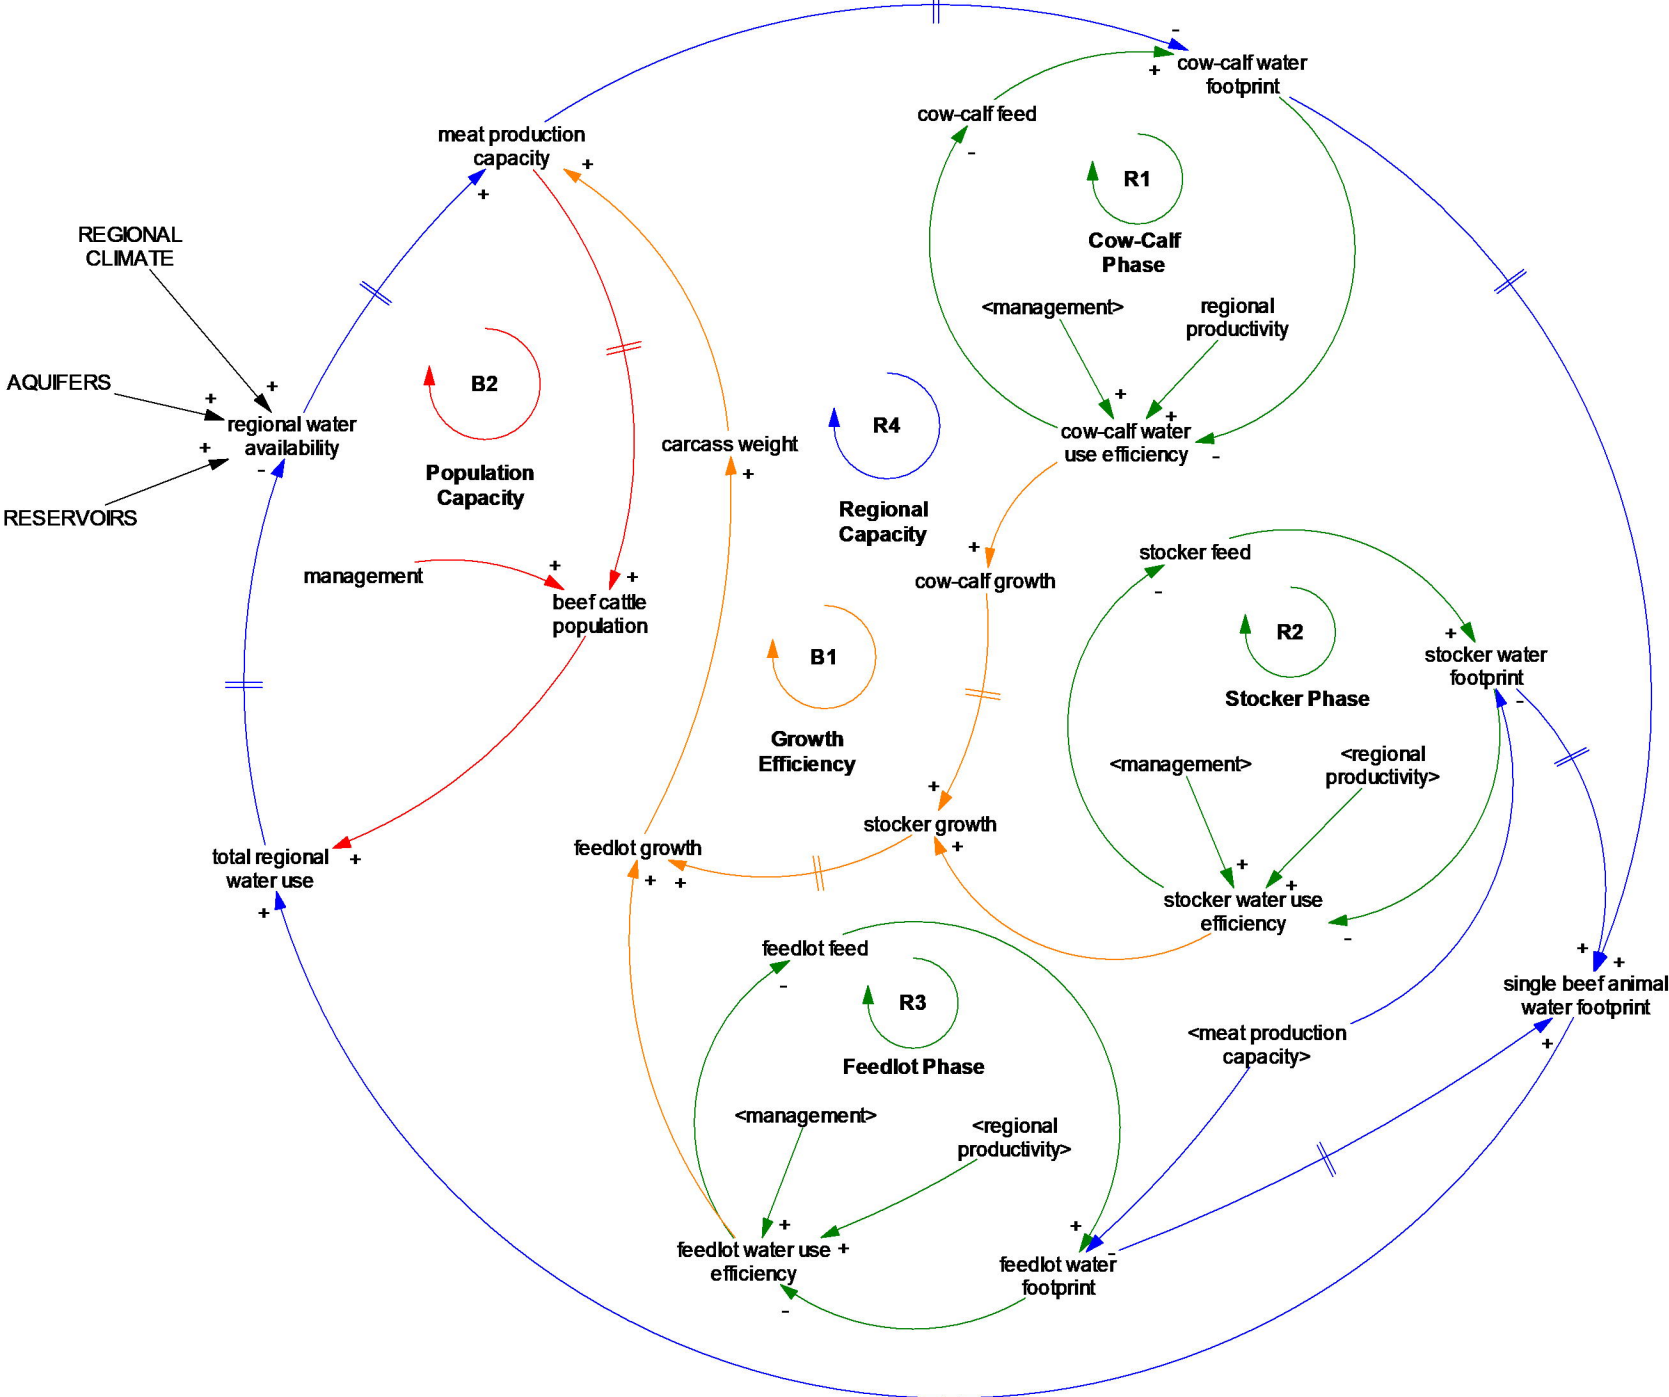 -
cow-calf water
footprint
+
cow-calf feed
-
meat production
capacity
+
+
R1
Cow-Calf
Phase
REGIONAL
CLIMATE
<management>
regional
productivity
AQUIFERS
+
+
B2
+
+
regional water
availability
+
-
R4
cow-calf water
use efficiency
-
carcass weight
+
Population
Capacity
Regional
Capacity
RESERVOIRS
+
cow-calf growth
stocker feed
-
management
+
+
beef cattle
population
B1
R2
+
stocker water
footprint
-
Stocker Phase
Growth
Efficiency
<management>
<regional
productivity>
+
stocker growth
+
feedlot growth
+
+
total regional
water use
+
+
+
+
stocker water use
efficiency
-
feedlot feed
-
R3
Feedlot Phase
+
+
single beef animal
water footprint
+
<meat production
capacity>
<management>
<regional
productivity>
+
+
feedlot water use
efficiency
-
+
-
feedlot water
footprint